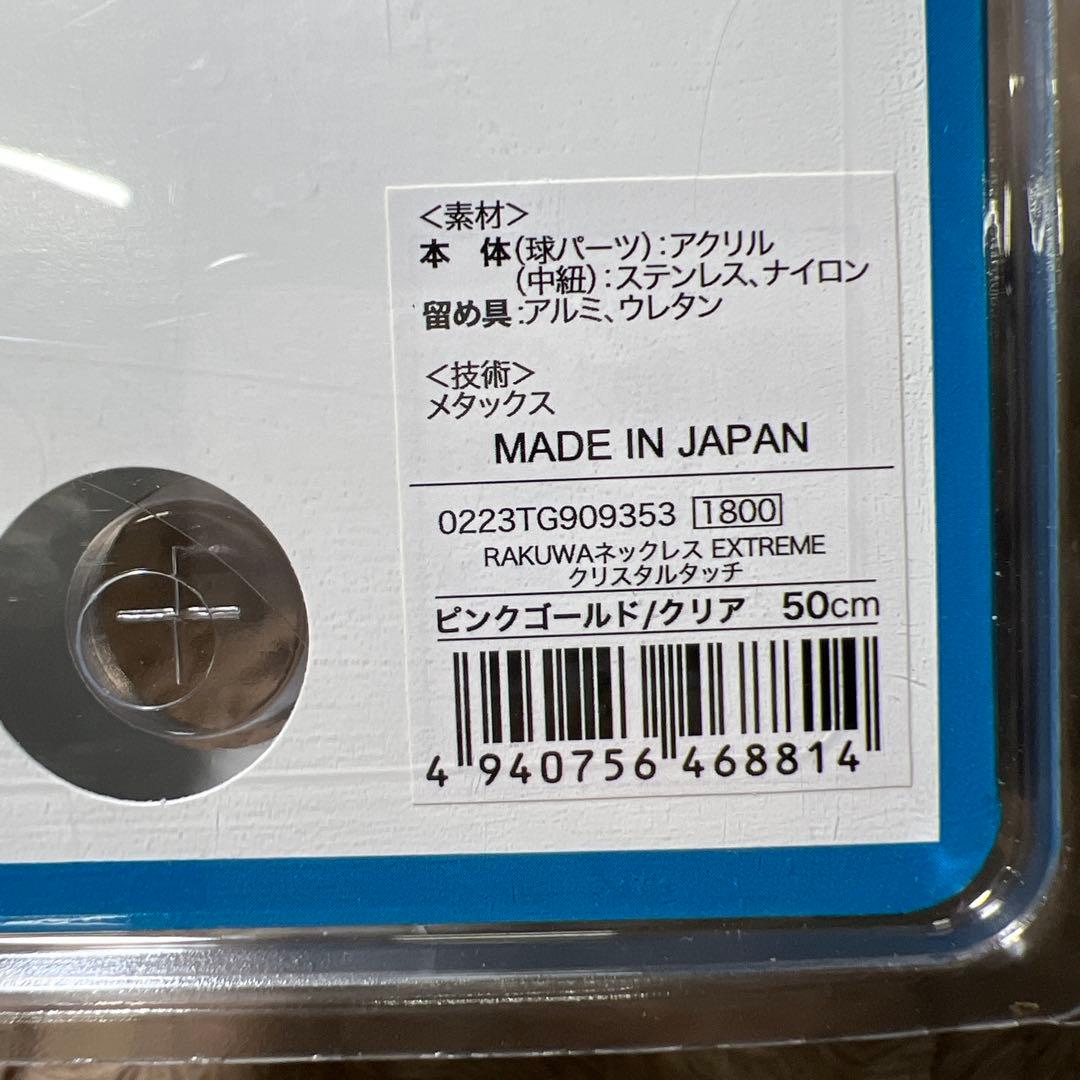 ＜素材＞
本　体(球パーツ):アクリル
(中紐):ステンレス、ナイロン
留め具:アルミ、ウレタン
＜技術＞
メタックス
MADE IN JAPAN
0223TG909353 1800
RAKUWAネックレス EXTREME
クリスタルタッチ
ピンクゴールド/クリア　50cm
4 940756 468814